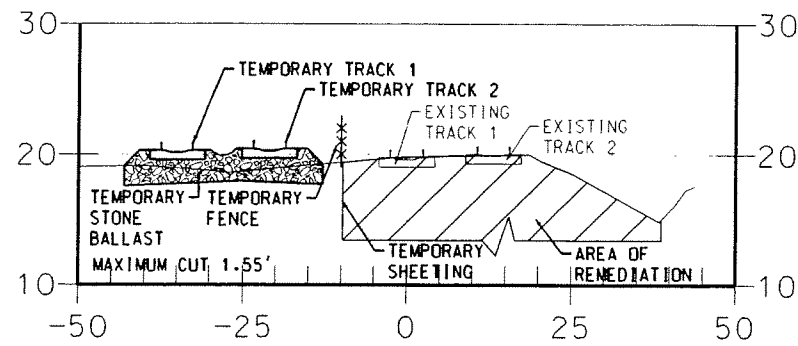 30
30
TEMPORARY TRACK 1
TEMPORARY TRACK 2
EXISTING
TRACK 1
EXISTING
TRACK 2
20
20
TEMPORARY
STONE
BALLAST
TEMPORARY
FENCE
TEMPORARY
SHEETING
AREA OF
REMEDIATION
MAXIMUM CUT 1.55'
10
10
-50
-25
0
25
50